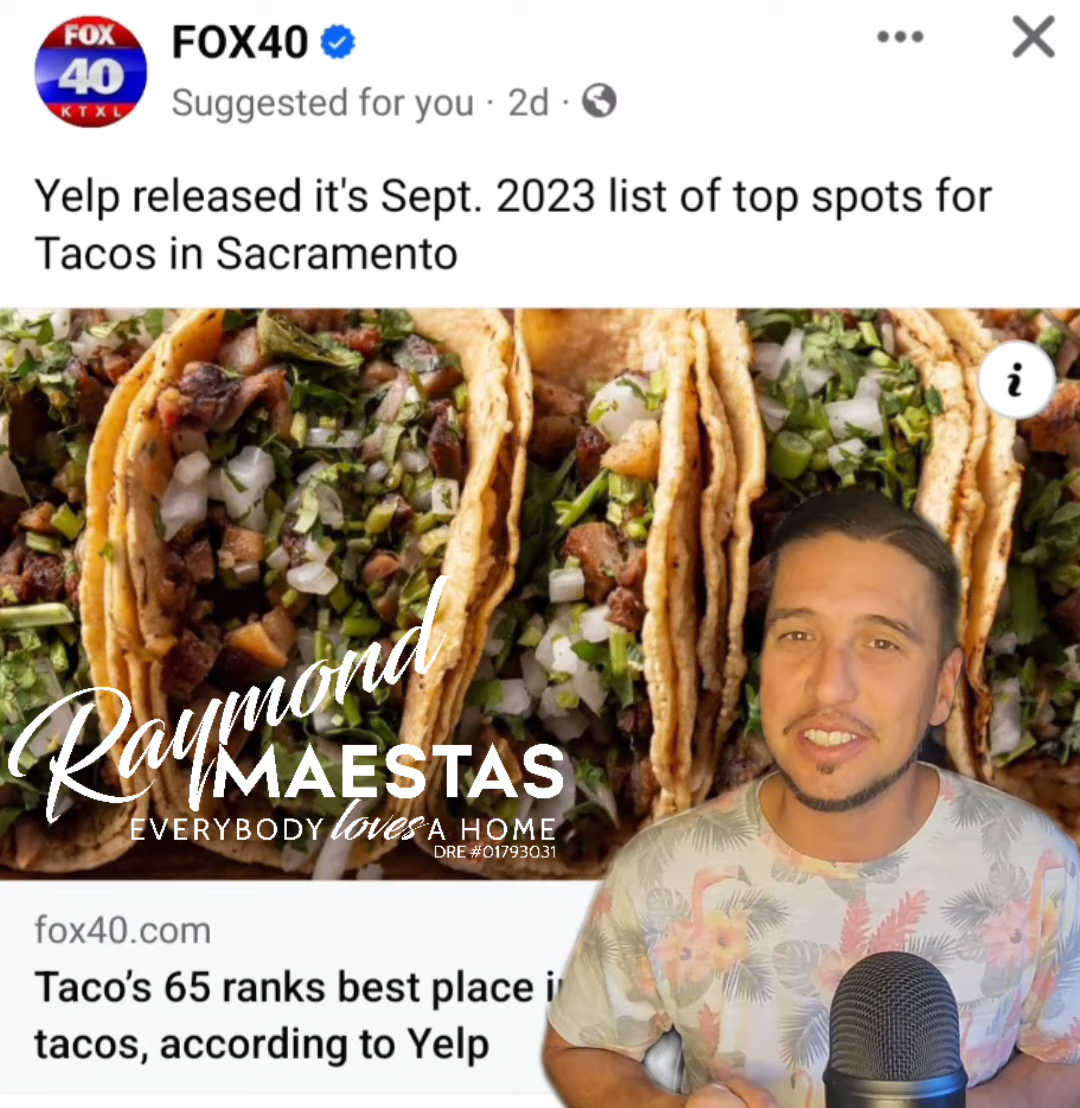 FOX
40
KTXL
FOX40
Suggested for you · 2d ·
Yelp released it's Sept. 2023 list of top spots for
Tacos in Sacramento
i
Raymond
MAESTAS
EVERYBODY loves A HOME
DRE #01793031
fox40.com
Taco's 65 ranks best place
tacos, according to Yelp